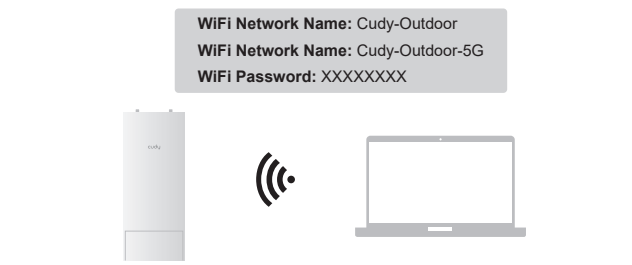 WiFi Network Name: Cudy-Outdoor
WiFi Network Name: Cudy-Outdoor-5G
WiFi Password: XXXXXXXX
cudy